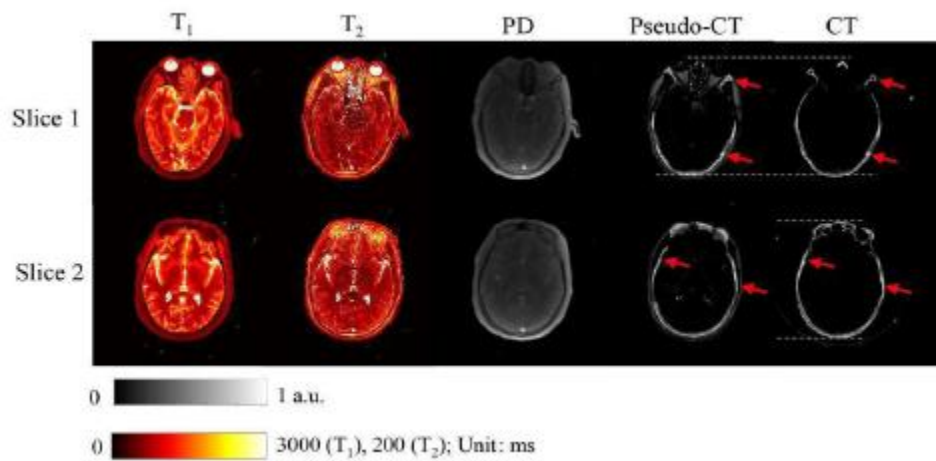 T₁ T₂ PD Pseudo-CT CT
Slice 1
Slice 2
0 1 a.u.
0 3000 (T₁), 200 (T₂); Unit: ms